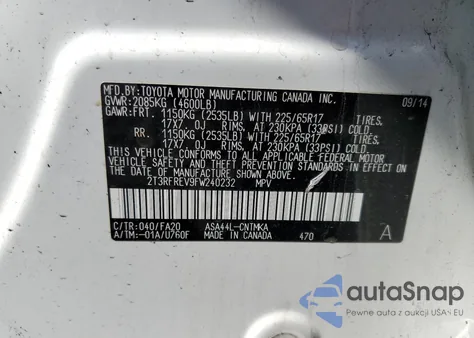 MFD.BY:TOYOTA MOTOR MANUFACTURING CANADA INC.
GVWR:2085KG (4600LB) 09/14
GAWR:FRT. 1150KG (2535LB) WITH 225/65R17 TIRES,
17X7 OJ RIMS, AT 230KPA (33PSI) COLD.
RR. 1150KG (2535LB) WITH 225/65R17 TIRES,
17X7 OJ RIMS, AT 230KPA (33PSI) COLD.
THIS VEHICLE CONFORMS TO ALL APPLICABLE FEDERAL MOTOR
VEHICLE SAFETY AND THEFT PREVENTION STANDARDS IN EFFECT
ON THE DATE OF MANUFACTURE SHOWN ABOVE.
2T3RFREV9FW240232 MPV
C/TR:040/FA20 ASA44L-CNTMKA
A/TM:-01A/U760F MADE IN CANADA 470 A
autoSnap
Pewne auta z aukcji USA i EU